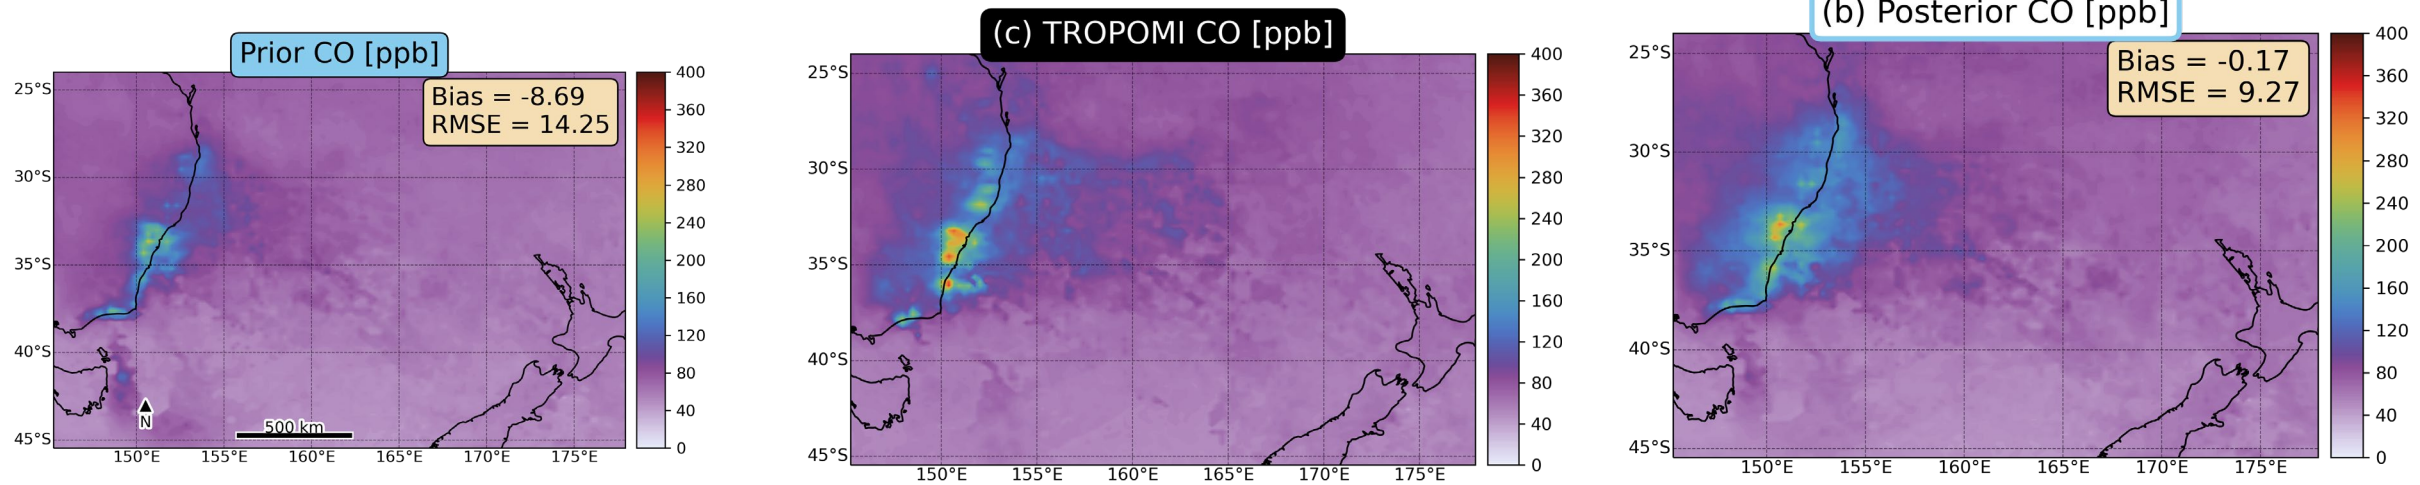 Prior CO [ppb]
Bias = -8.69
RMSE = 14.25
25°S
30°S
35°S
40°S
45°S
150°E 155°E 160°E 165°E 170°E 175°E
N
500 km
400
360
320
280
240
200
160
120
80
40
0
(c) TROPOMI CO [ppb]
25°S
30°S
35°S
40°S
45°S
150°E 155°E 160°E 165°E 170°E 175°E
400
360
320
280
240
200
160
120
80
40
0
(b) Posterior CO [ppb]
Bias = -0.17
RMSE = 9.27
25°S
30°S
35°S
40°S
45°S
150°E 155°E 160°E 165°E 170°E 175°E
400
360
320
280
240
200
160
120
80
40
0